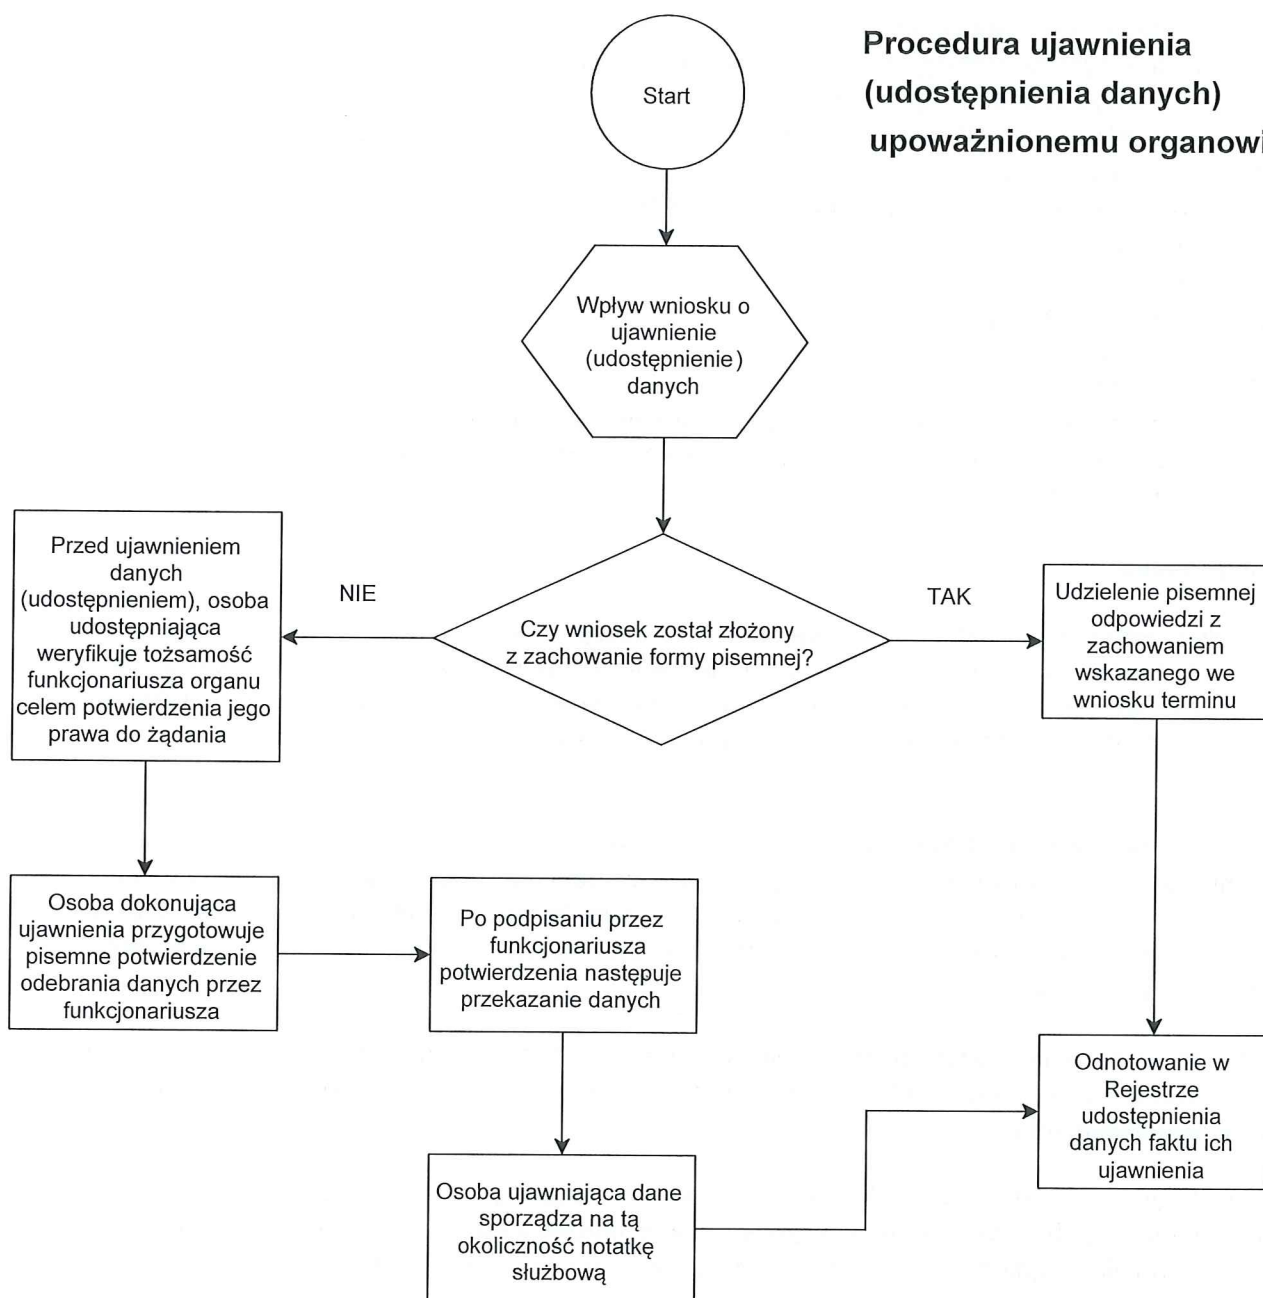 Procedura ujawnienia
(udostępnienia danych)
upoważnionemu organowi
Start
Wpływ wniosku o
ujawnienie
(udostępnienie)
danych
Czy wniosek został złożony
z zachowanie formy pisemnej?
NIE
TAK
Przed ujawnieniem
danych
(udostępnieniem), osoba
udostępniająca
weryfikuje tożsamość
funkcjonariusza organu
celem potwierdzenia jego
prawa do żądania
Udzielenie pisemnej
odpowiedzi z
zachowaniem
wskazanego we
wniosku terminu
Osoba dokonująca
ujawnienia przygotowuje
pisemne potwierdzenie
odebrania danych przez
funkcjonariusza
Po podpisaniu przez
funkcjonariusza
potwierdzenia następuje
przekazanie danych
Osoba ujawniająca dane
sporządza na tą
okoliczność notatkę
służbową
Odnotowanie w
Rejestrze
udostępnienia
danych faktu ich
ujawnienia